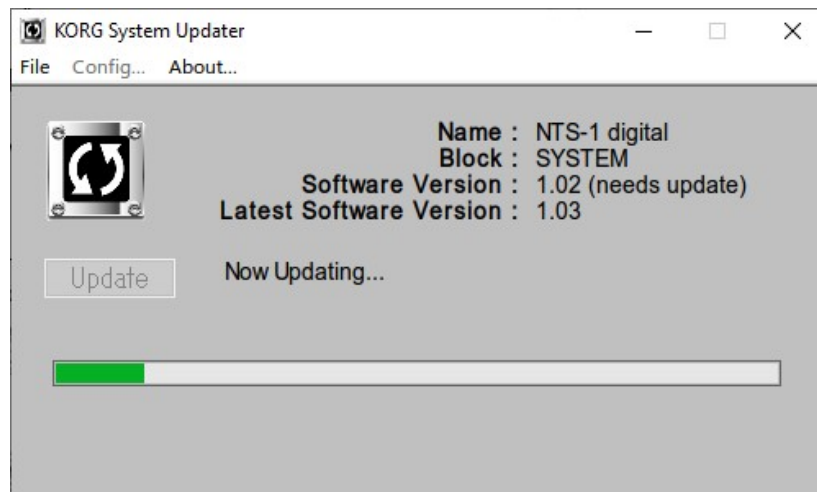 KORG System Updater
File Config... About...
Name : NTS-1 digital
Block : SYSTEM
Software Version : 1.02 (needs update)
Latest Software Version : 1.03
Update Now Updating...